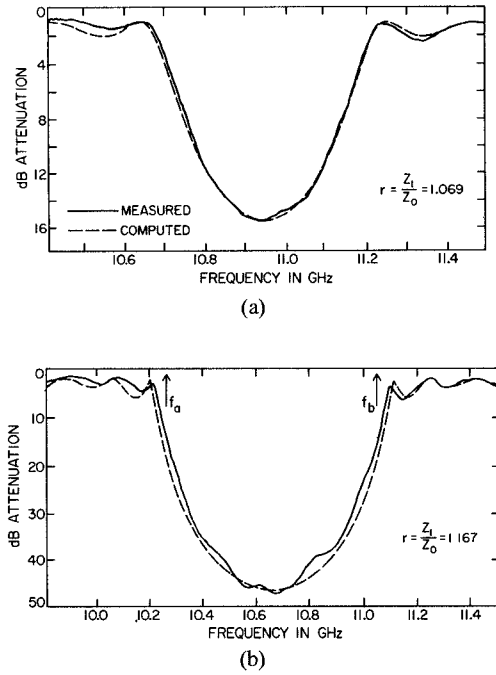 0
4
8
12
16
dB ATTENUATION
MEASURED
COMPUTED
r = Z1/Z0 = 1.069
10.6 10.8 11.0 11.2 11.4
FREQUENCY IN GHz
(a)
0
10
20
30
40
50
dB ATTENUATION
fa
fb
r = Z1/Z0 = 1 167
10.0 10.2 10.4 10.6 10.8 11.0 11.2 11.4
FREQUENCY IN GHz
(b)